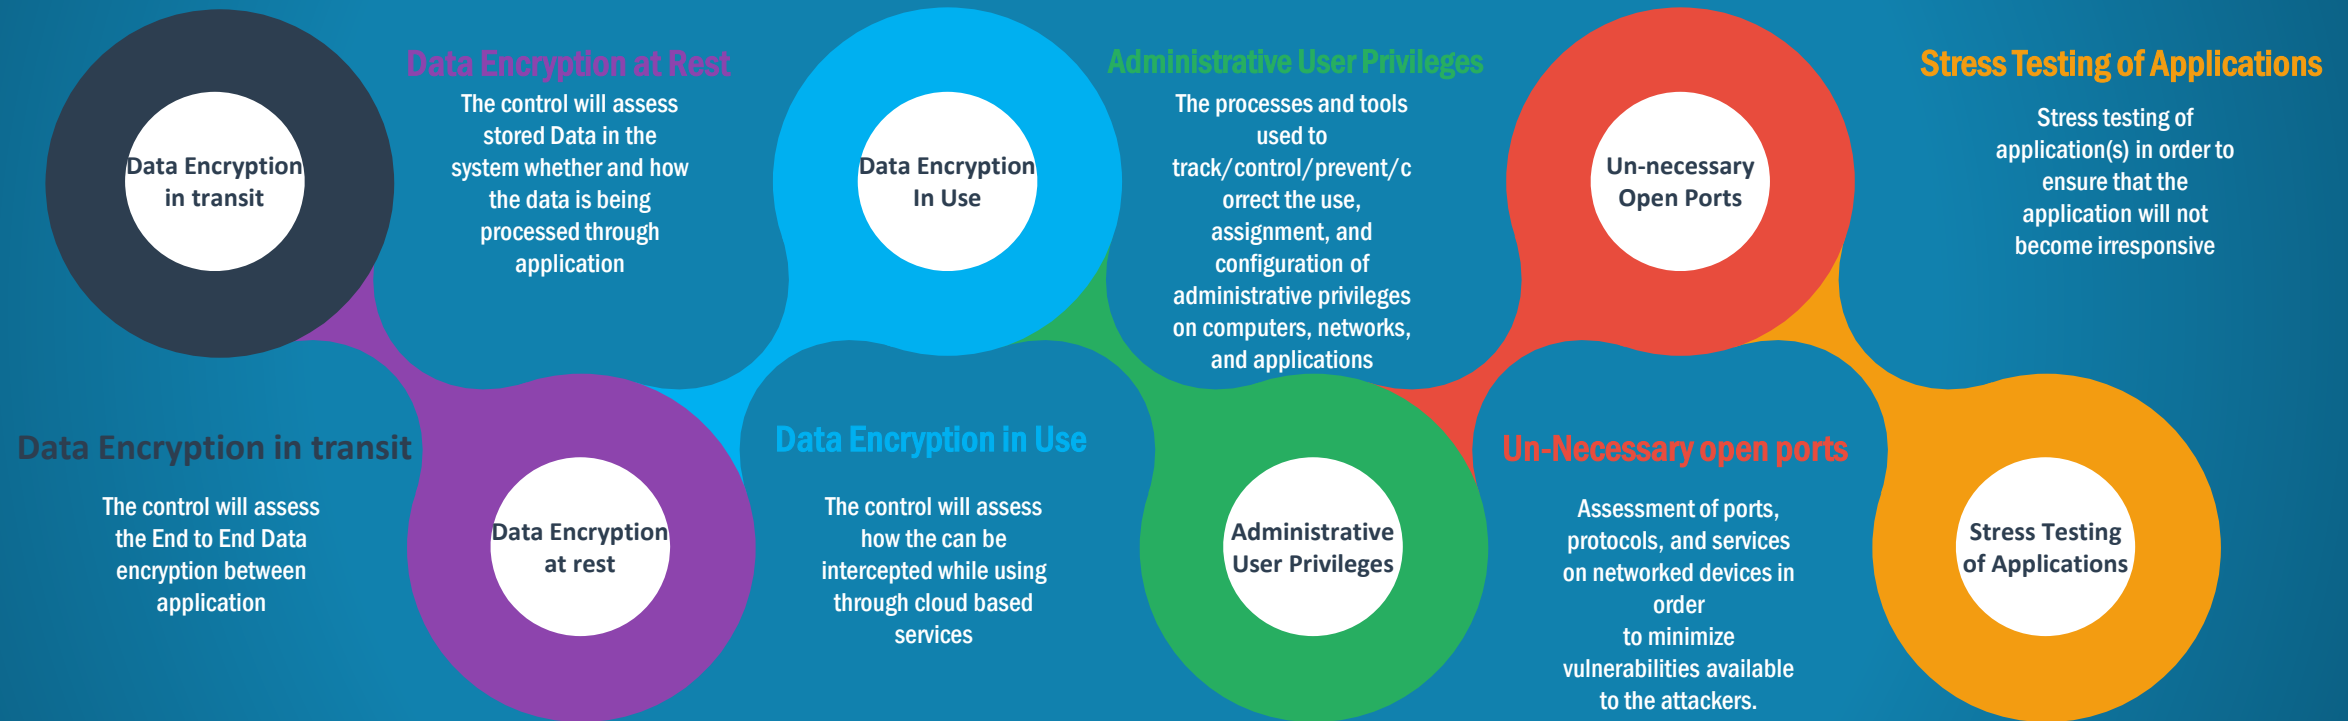 Data Encryption
in transit
Data Encryption at Rest
The control will assess
stored Data in the
system whether and how
the data is being
processed through
application
Data Encryption
In Use
Administrative User Privileges
The processes and tools
used to
track/control/prevent/c
orrect the use,
assignment, and
configuration of
administrative privileges
on computers, networks,
and applications
Un-necessary
Open Ports
Stress Testing of Applications
Stress testing of
application(s) in order to
ensure that the
application will not
become irresponsive
Data Encryption in transit
The control will assess
the End to End Data
encryption between
application
Data Encryption
at rest
Data Encryption in Use
The control will assess
how the can be
intercepted while using
through cloud based
services
Administrative
User Privileges
Un-Necessary open ports
Assessment of ports,
protocols, and services
on networked devices in
order
to minimize
vulnerabilities available
to the attackers.
Stress Testing
of Applications